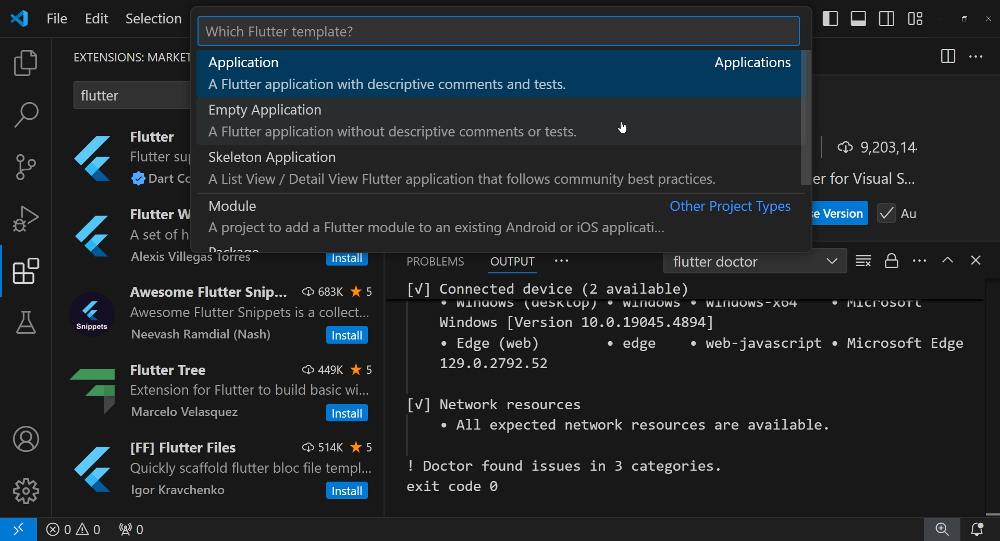 File Edit Selection
Which Flutter template?
Application Applications
A Flutter application with descriptive comments and tests.
Empty Application
A Flutter application without descriptive comments or tests.
Skeleton Application
A List View / Detail View Flutter application that follows community best practices.
Module Other Project Types
A project to add a Flutter module to an existing Android or iOS applicati...
Package
EXTENSIONS: MARKET
flutter
Flutter
Flutter sup
Dart Co
Flutter W
A set of h
Alexis Villegas Torres Install
Awesome Flutter Snip... 683K 5
Awesome Flutter Snippets is a collect...
Snippets
Neevash Ramdial (Nash) Install
Flutter Tree 449K 5
Extension for Flutter to build basic wi...
Marcelo Velasquez Install
[FF] Flutter Files 514K 5
Quickly scaffold flutter bloc file templ...
Igor Kravchenko Install
9,203,14
er for Visual S...
se Version Au
PROBLEMS OUTPUT ...
flutter doctor
[√] Connected device (2 available)
• Windows (desktop) • windows • windows-x64 • Microsoft
Windows [Version 10.0.19045.4894]
• Edge (web) • edge • web-javascript • Microsoft Edge
129.0.2792.52
[√] Network resources
• All expected network resources are available.
! Doctor found issues in 3 categories.
exit code 0
0 0 0